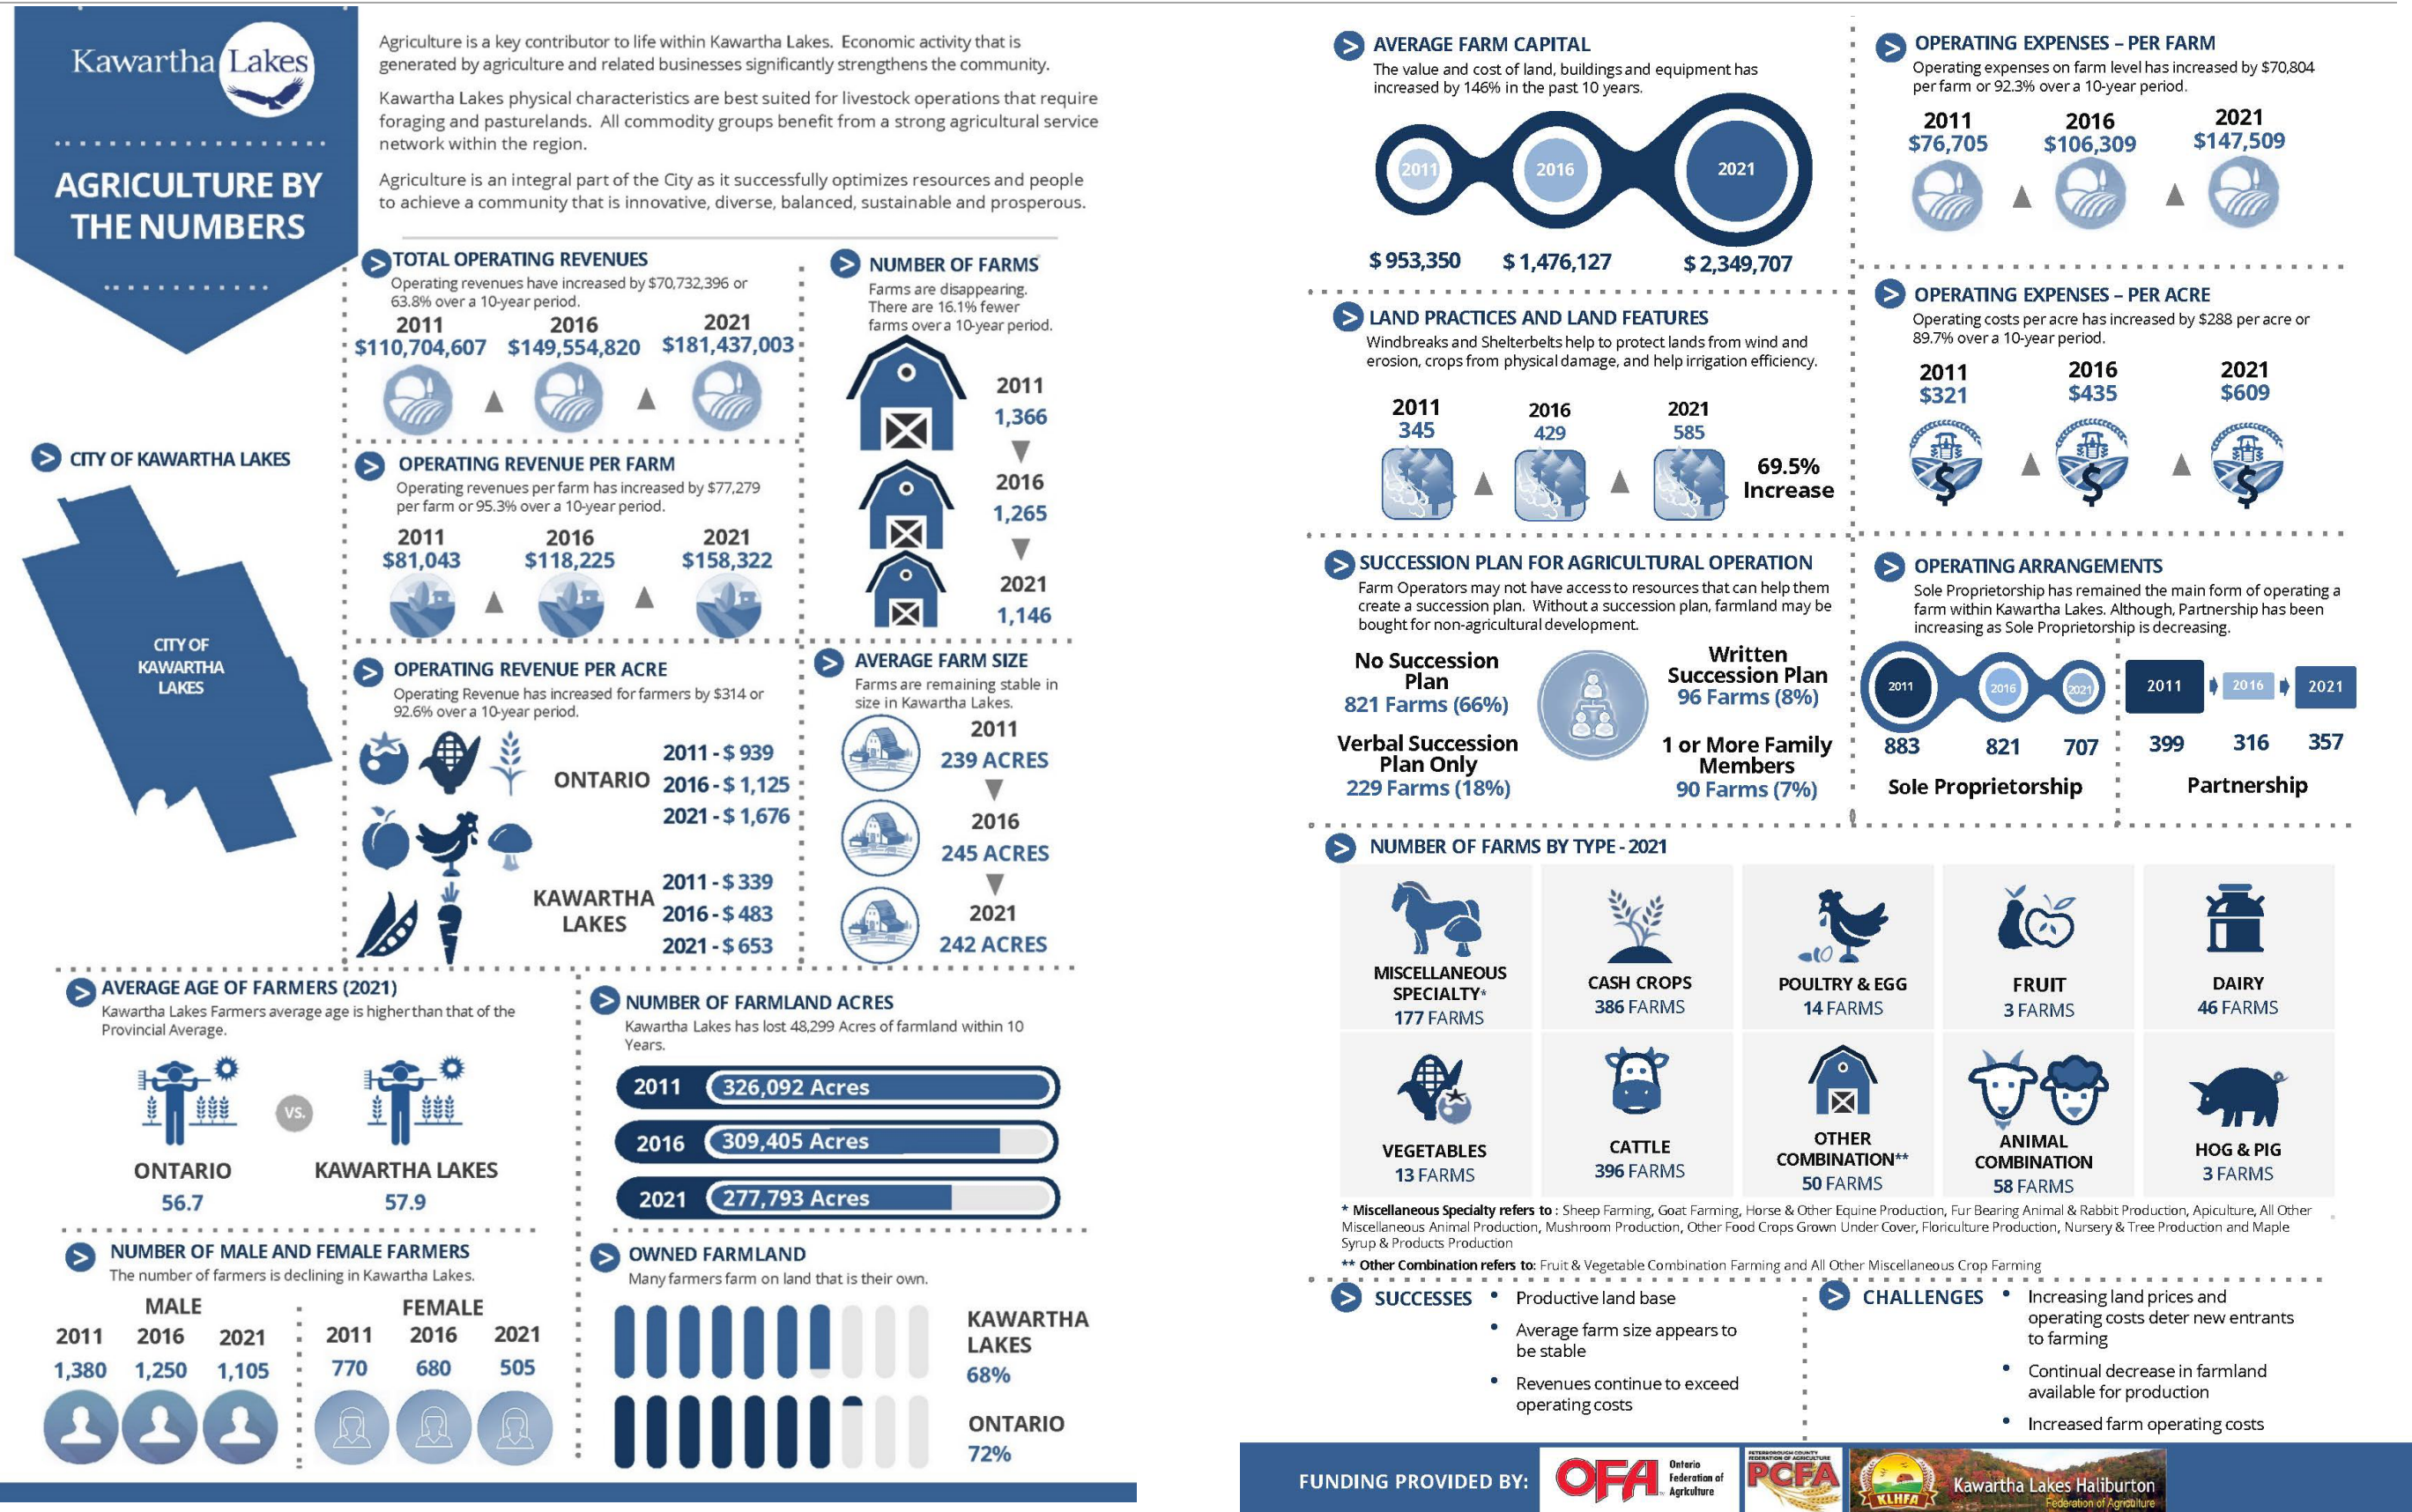 Kawartha Lakes
AGRICULTURE BY
THE NUMBERS
Agriculture is a key contributor to life within Kawartha Lakes. Economic activity that is
generated by agriculture and related businesses significantly strengthens the community.
Kawartha Lakes physical characteristics are best suited for livestock operations that require
foraging and pasturelands. All commodity groups benefit from a strong agricultural service
network within the region.
Agriculture is an integral part of the City as it successfully optimizes resources and people
to achieve a community that is innovative, diverse, balanced, sustainable and prosperous.
> CITY OF KAWARTHA LAKES
CITY OF
KAWARTHA
LAKES
> TOTAL OPERATING REVENUES
Operating revenues have increased by $70,732,396 or
63.8% over a 10-year period.
2011 2016 2021
$110,704,607 $149,554,820 $181,437,003
> OPERATING REVENUE PER FARM
Operating revenues per farm has increased by $77,279
per farm or 95.3% over a 10-year period.
2011 2016 2021
$81,043 $118,225 $158,322
> OPERATING REVENUE PER ACRE
Operating Revenue has increased for farmers by $314 or
92.6% over a 10-year period.
ONTARIO
2011 - $ 939
2016 - $ 1,125
2021 - $ 1,676
KAWARTHA
LAKES
2011 - $ 339
2016 - $ 483
2021 - $ 653
> NUMBER OF FARMS
Farms are disappearing.
There are 16.1% fewer
farms over a 10-year period.
2011
1,366
2016
1,265
2021
1,146
> AVERAGE FARM SIZE
Farms are remaining stable in
size in Kawartha Lakes.
2011
239 ACRES
2016
245 ACRES
2021
242 ACRES
> AVERAGE AGE OF FARMERS (2021)
Kawartha Lakes Farmers average age is higher than that of the
Provincial Average.
VS.
ONTARIO KAWARTHA LAKES
56.7 57.9
> NUMBER OF FARMLAND ACRES
Kawartha Lakes has lost 48,299 Acres of farmland within 10
Years.
2011 326,092 Acres
2016 309,405 Acres
2021 277,793 Acres
> NUMBER OF MALE AND FEMALE FARMERS
The number of farmers is declining in Kawartha Lakes.
MALE FEMALE
2011 2016 2021 2011 2016 2021
1,380 1,250 1,105 770 680 505
> OWNED FARMLAND
Many farmers farm on land that is their own.
KAWARTHA
LAKES
68%
ONTARIO
72%
> AVERAGE FARM CAPITAL
The value and cost of land, buildings and equipment has
increased by 146% in the past 10 years.
2011 2016 2021
$ 953,350 $ 1,476,127 $ 2,349,707
> LAND PRACTICES AND LAND FEATURES
Windbreaks and Shelterbelts help to protect lands from wind and
erosion, crops from physical damage, and help irrigation efficiency.
2011 2016 2021
345 429 585
69.5%
Increase
> SUCCESSION PLAN FOR AGRICULTURAL OPERATION
Farm Operators may not have access to resources that can help them
create a succession plan. Without a succession plan, farmland may be
bought for non-agricultural development.
No Succession
Plan
821 Farms (66%)
Written
Succession Plan
96 Farms (8%)
Verbal Succession
Plan Only
229 Farms (18%)
1 or More Family
Members
90 Farms (7%)
> OPERATING EXPENSES – PER FARM
Operating expenses on farm level has increased by $70,804
per farm or 92.3% over a 10-year period.
2011 2016 2021
$76,705 $106,309 $147,509
> OPERATING EXPENSES – PER ACRE
Operating costs per acre has increased by $288 per acre or
89.7% over a 10-year period.
2011 2016 2021
$321 $435 $609
$ $ $
> OPERATING ARRANGEMENTS
Sole Proprietorship has remained the main form of operating a
farm within Kawartha Lakes. Although, Partnership has been
increasing as Sole Proprietorship is decreasing.
2011 2016 2021 2011 2016 2021
883 821 707 399 316 357
Sole Proprietorship Partnership
> NUMBER OF FARMS BY TYPE - 2021
MISCELLANEOUS
SPECIALTY*
177 FARMS
CASH CROPS
386 FARMS
POULTRY & EGG
14 FARMS
FRUIT
3 FARMS
DAIRY
46 FARMS
VEGETABLES
13 FARMS
CATTLE
396 FARMS
OTHER
COMBINATION**
50 FARMS
ANIMAL
COMBINATION
58 FARMS
HOG & PIG
3 FARMS
* Miscellaneous Specialty refers to : Sheep Farming, Goat Farming, Horse & Other Equine Production, Fur Bearing Animal & Rabbit Production, Apiculture, All Other
Miscellaneous Animal Production, Mushroom Production, Other Food Crops Grown Under Cover, Floriculture Production, Nursery & Tree Production and Maple
Syrup & Products Production
** Other Combination refers to: Fruit & Vegetable Combination Farming and All Other Miscellaneous Crop Farming
> SUCCESSES
• Productive land base
• Average farm size appears to
be stable
• Revenues continue to exceed
operating costs
> CHALLENGES
• Increasing land prices and
operating costs deter new entrants
to farming
• Continual decrease in farmland
available for production
• Increased farm operating costs
FUNDING PROVIDED BY:
OFA
Ontario
Federation of
Agriculture
PETERBOROUGH COUNTY
FEDERATION OF AGRICULTURE
PCFA
KLHFA
Kawartha Lakes Haliburton
Federation of Agriculture